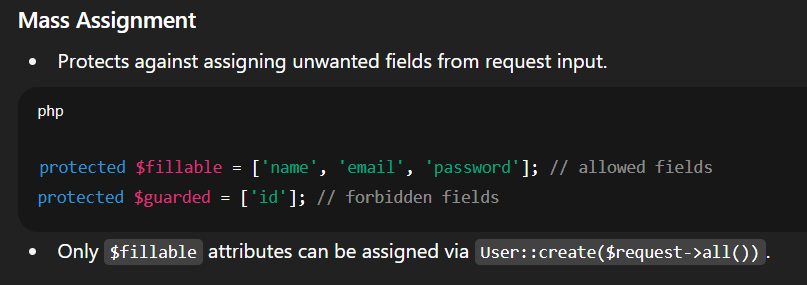 Mass Assignment
• Protects against assigning unwanted fields from request input.
php
protected $fillable = ['name', 'email', 'password']; // allowed fields
protected $guarded = ['id']; // forbidden fields
• Only $fillable attributes can be assigned via User::create($request->all()).